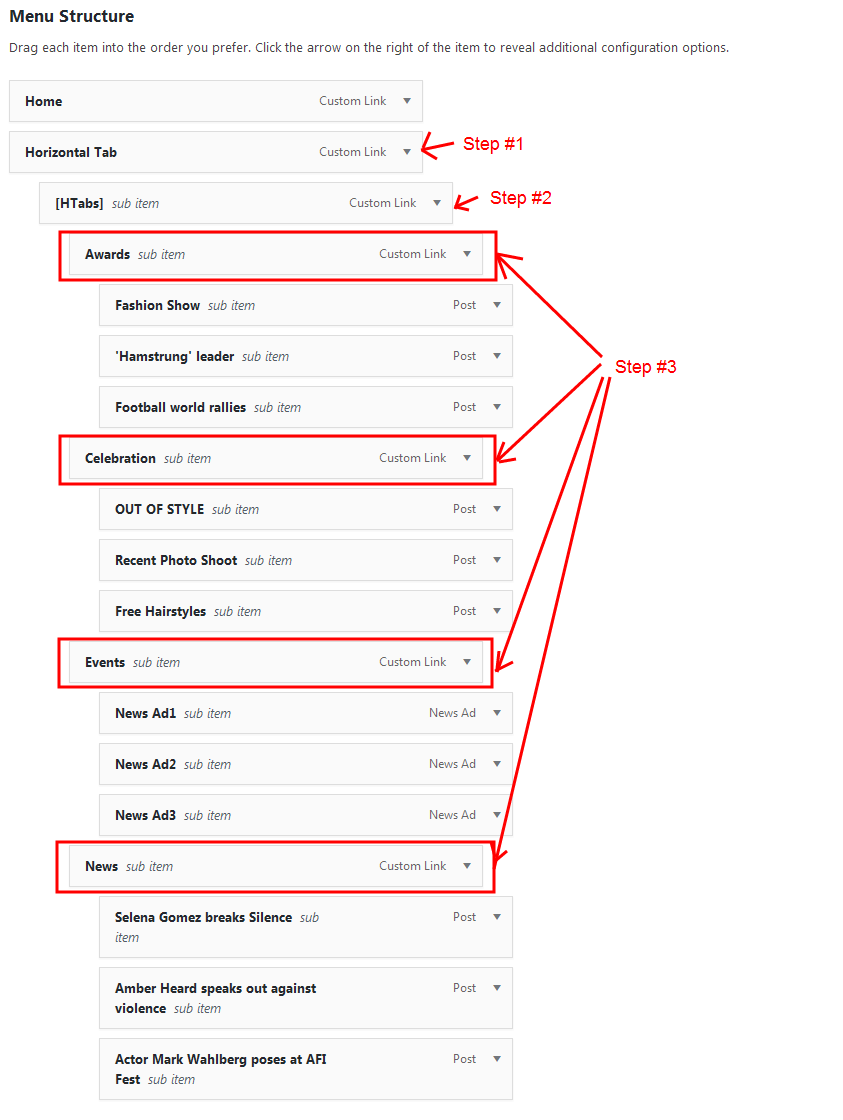 Menu Structure
Drag each item into the order you prefer. Click the arrow on the right of the item to reveal additional configuration options.
Home Custom Link
Horizontal Tab Custom Link Step #1
[HTabs] sub item Custom Link Step #2
Awards sub item Custom Link
Fashion Show sub item Post
'Hamstrung' leader sub item Post
Step #3
Football world rallies sub item Post
Celebration sub item Custom Link
OUT OF STYLE sub item Post
Recent Photo Shoot sub item Post
Free Hairstyles sub item Post
Events sub item Custom Link
News Ad1 sub item News Ad
News Ad2 sub item News Ad
News Ad3 sub item News Ad
News sub item Custom Link
Selena Gomez breaks Silence sub Post
item
Amber Heard speaks out against Post
violence sub item
Actor Mark Wahlberg poses at AFI Post
Fest sub item